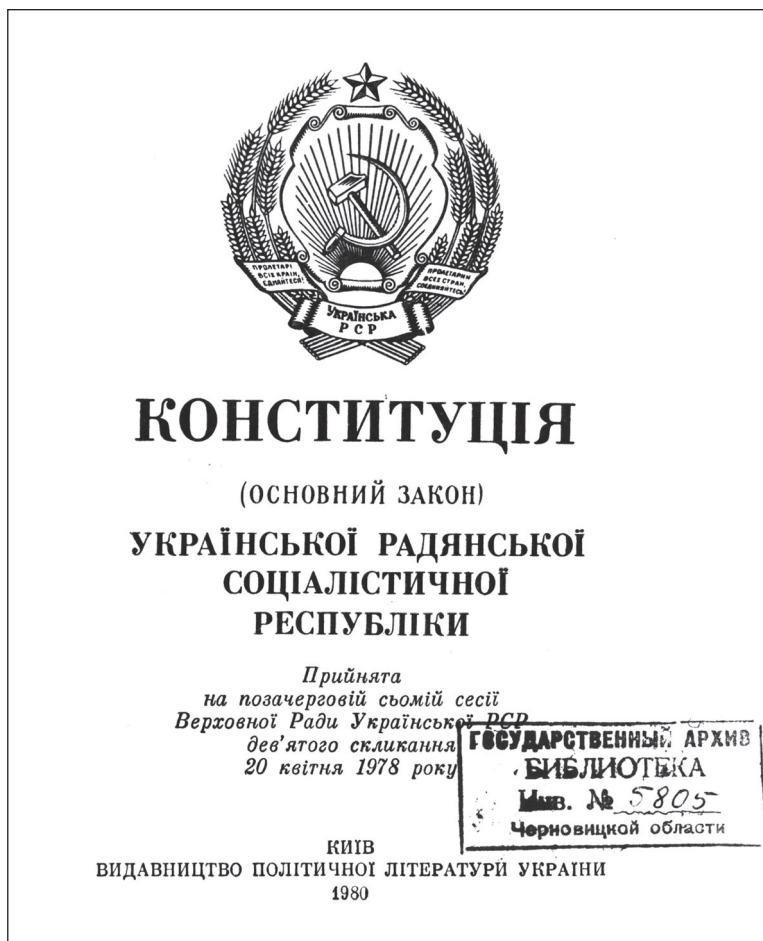 ПРОЛЕТАРІ
ВСІХ КРАЇН,
ЄДНАЙТЕСЯ!
ПРОЛЕТАРИИ
ВСЕХ СТРАН,
СОЕДИНЯЙТЕСЬ!
УКРАЇНСЬКА
РСР
КОНСТИТУЦІЯ
(ОСНОВНИЙ ЗАКОН)
УКРАЇНСЬКОЇ РАДЯНСЬКОЇ
СОЦІАЛІСТИЧНОЇ
РЕСПУБЛІКИ
Прийнята
на позачерговій сьомій сесії
Верховної Ради Української РСР
дев'ятого скликання
20 квітня 1978 року
ГОСУДАРСТВЕННЫЙ АРХИВ
БИБЛИОТЕКА
Инв. № 5805
Черновицкой области
КИЇВ
ВИДАВНИЦТВО ПОЛІТИЧНОЇ ЛІТЕРАТУРИ УКРАЇНИ
1980